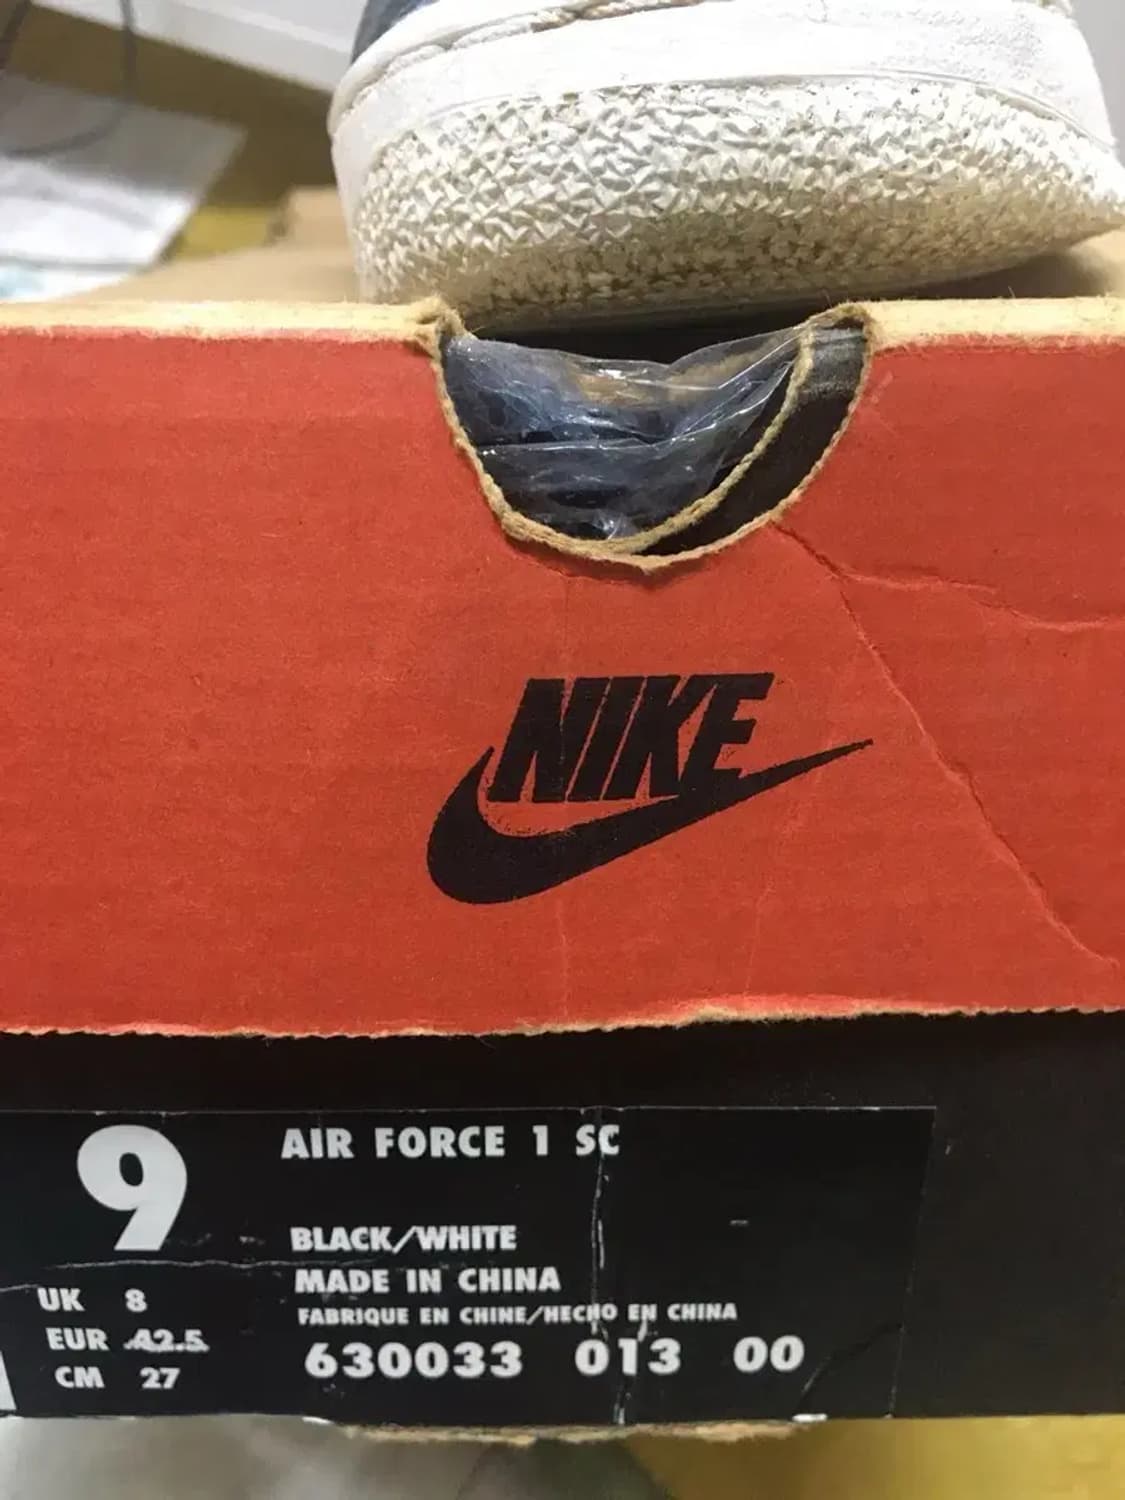 NIKE
9
AIR FORCE 1 SC
BLACK/WHITE
MADE IN CHINA
FABRIQUE EN CHINE/HECHO EN CHINA
630033 013 00
UK 8
EUR 42.5
CM 27